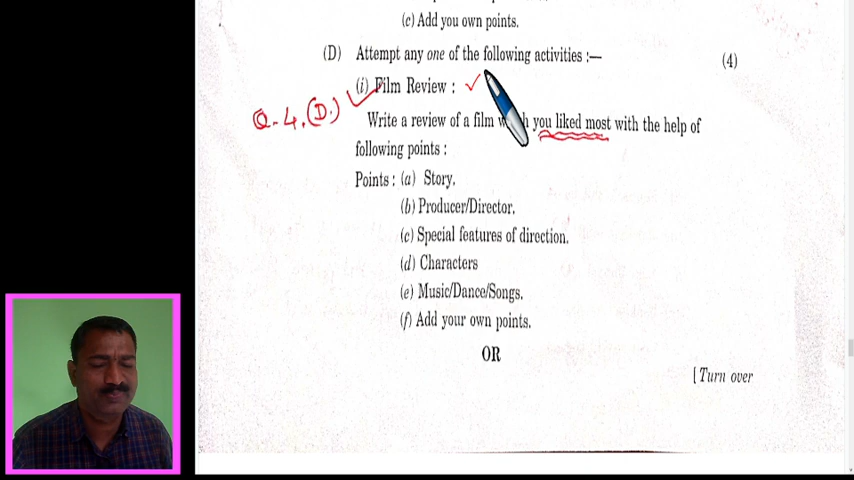 (c) Add you own points.
(D) Attempt any one of the following activities :— (4)
(i) Film Review :
Q.4.(D.)
Write a review of a film you liked most with the help of
following points :
Points : (a) Story.
(b) Producer/Director.
(c) Special features of direction.
(d) Characters
(e) Music/Dance/Songs.
(f) Add your own points.
OR
[ Turn over